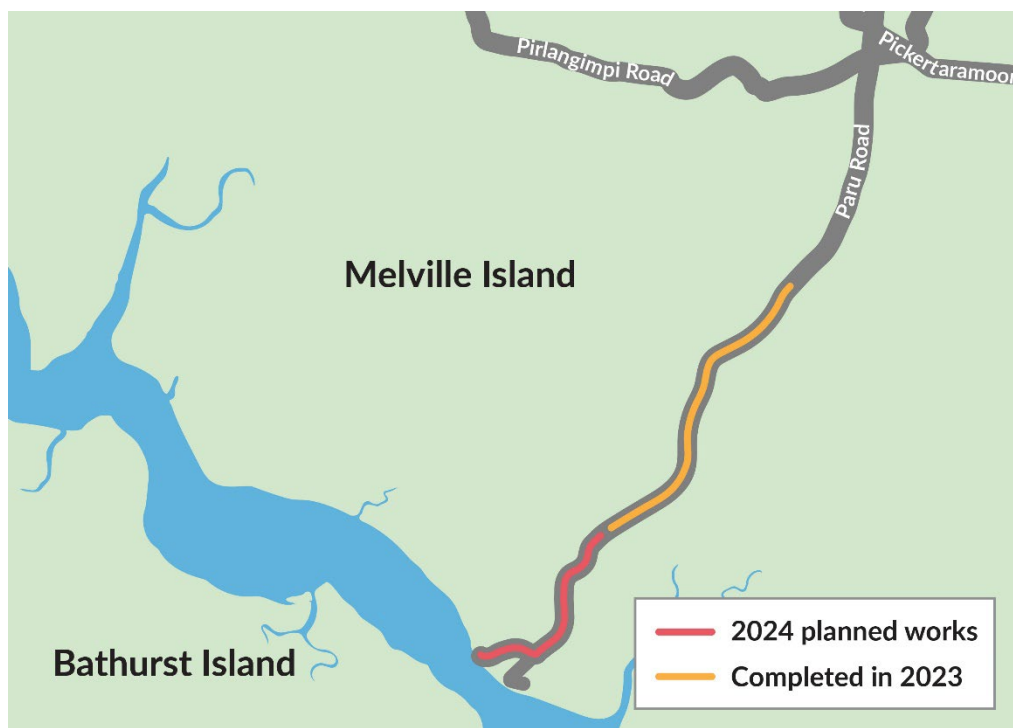 Pirlangimpi Road
Pickertaramoor
Paru Road
Melville Island
Bathurst Island
2024 planned works
Completed in 2023